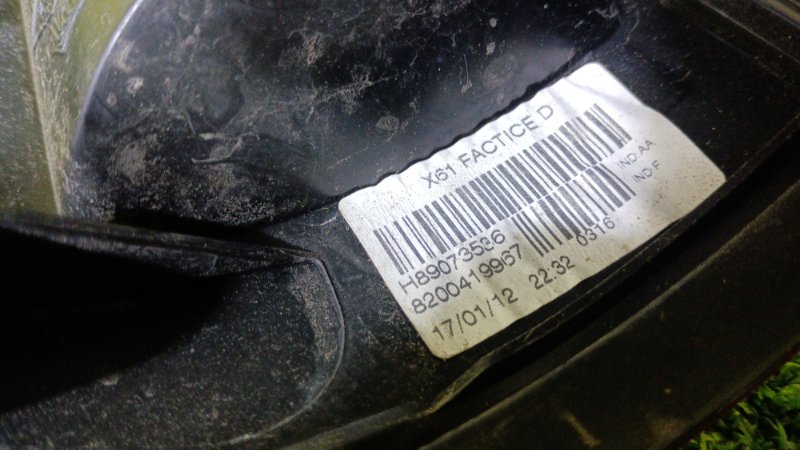 X61 FACTICE D
IND.AA
H89073536
IND.F
8200419967
0316
17/01/12 22:32